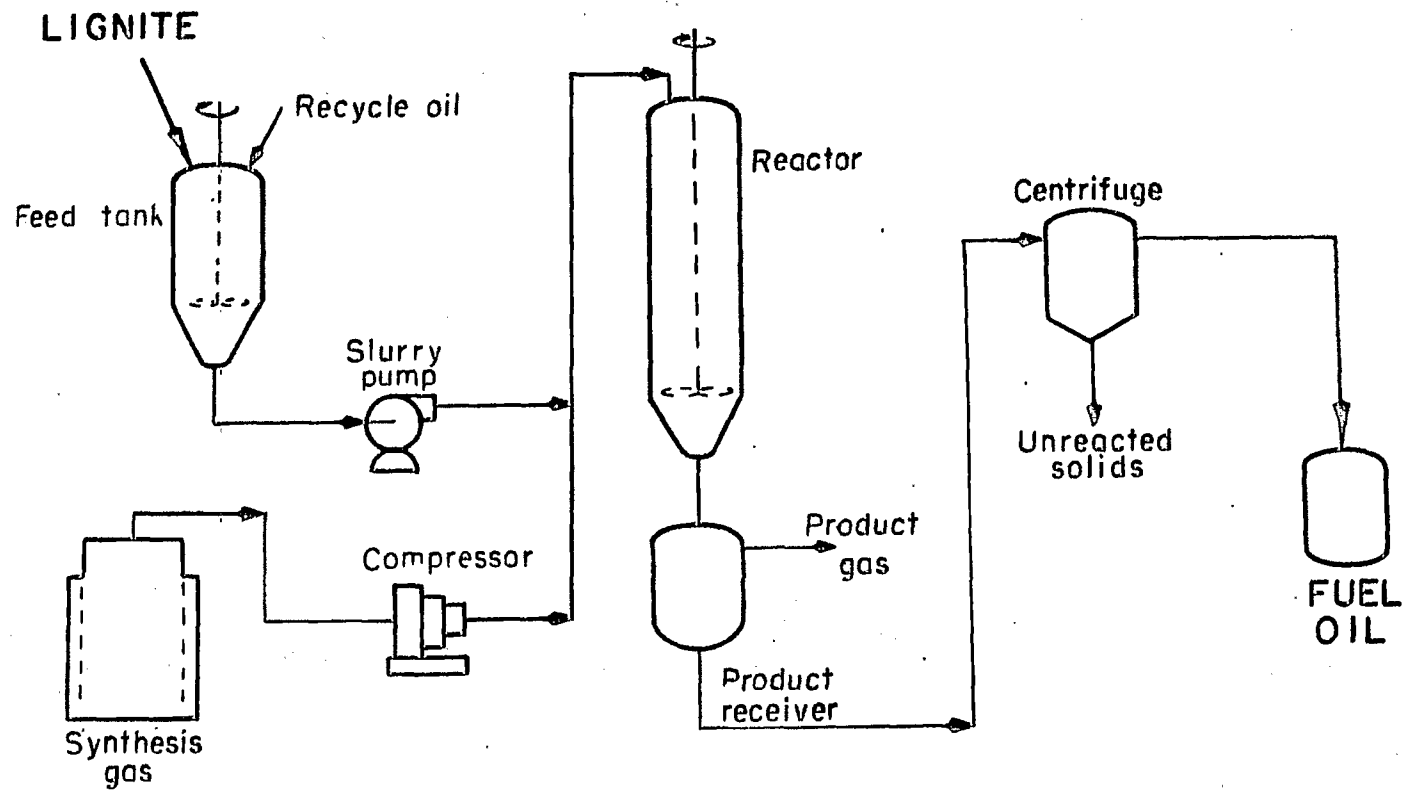 LIGNITE
Recycle oil
Feed tank
Reactor
Centrifuge
Slurry
pump
Unreacted
solids
Product
gas
Compressor
FUEL
OIL
Product
receiver
Synthesis
gas